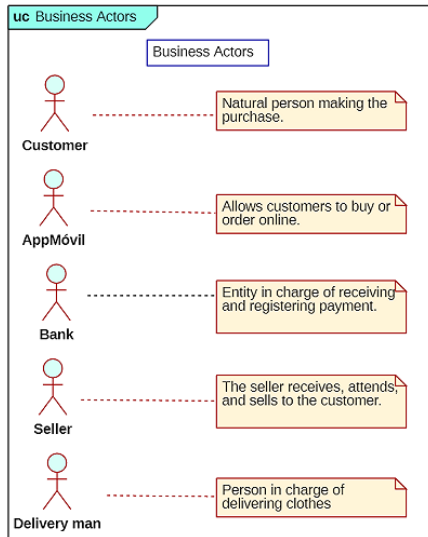 uc Business Actors
Business Actors
Natural person making the
purchase.
Customer
Allows customers to buy or
order online.
AppMóvil
Entity in charge of receiving
and registering payment.
Bank
The seller receives, attends,
and sells to the customer.
Seller
Person in charge of
delivering clothes
Delivery man